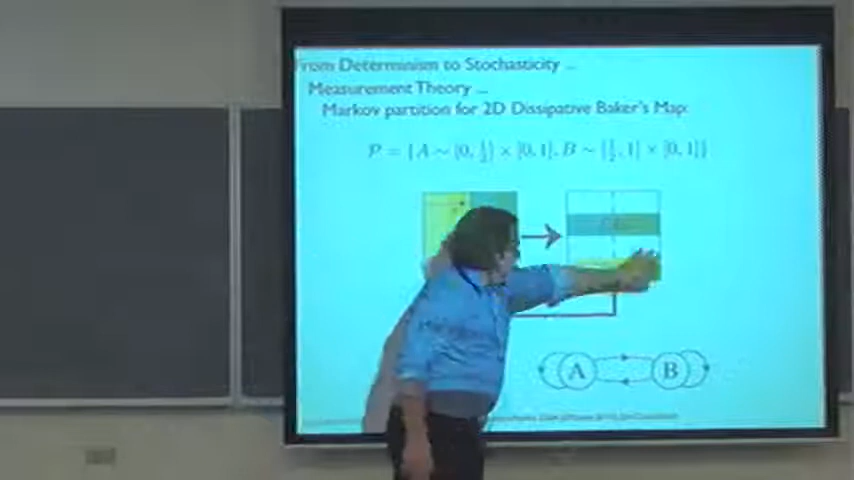 From Determinism to Stochasticity ...
Measurement Theory ...
Markov partition for 2D Dissipative Baker's Map:
P = {A ∼ [0, 1/2] × [0, 1], B ∼ [1/2, 1] × [0, 1]}
A B